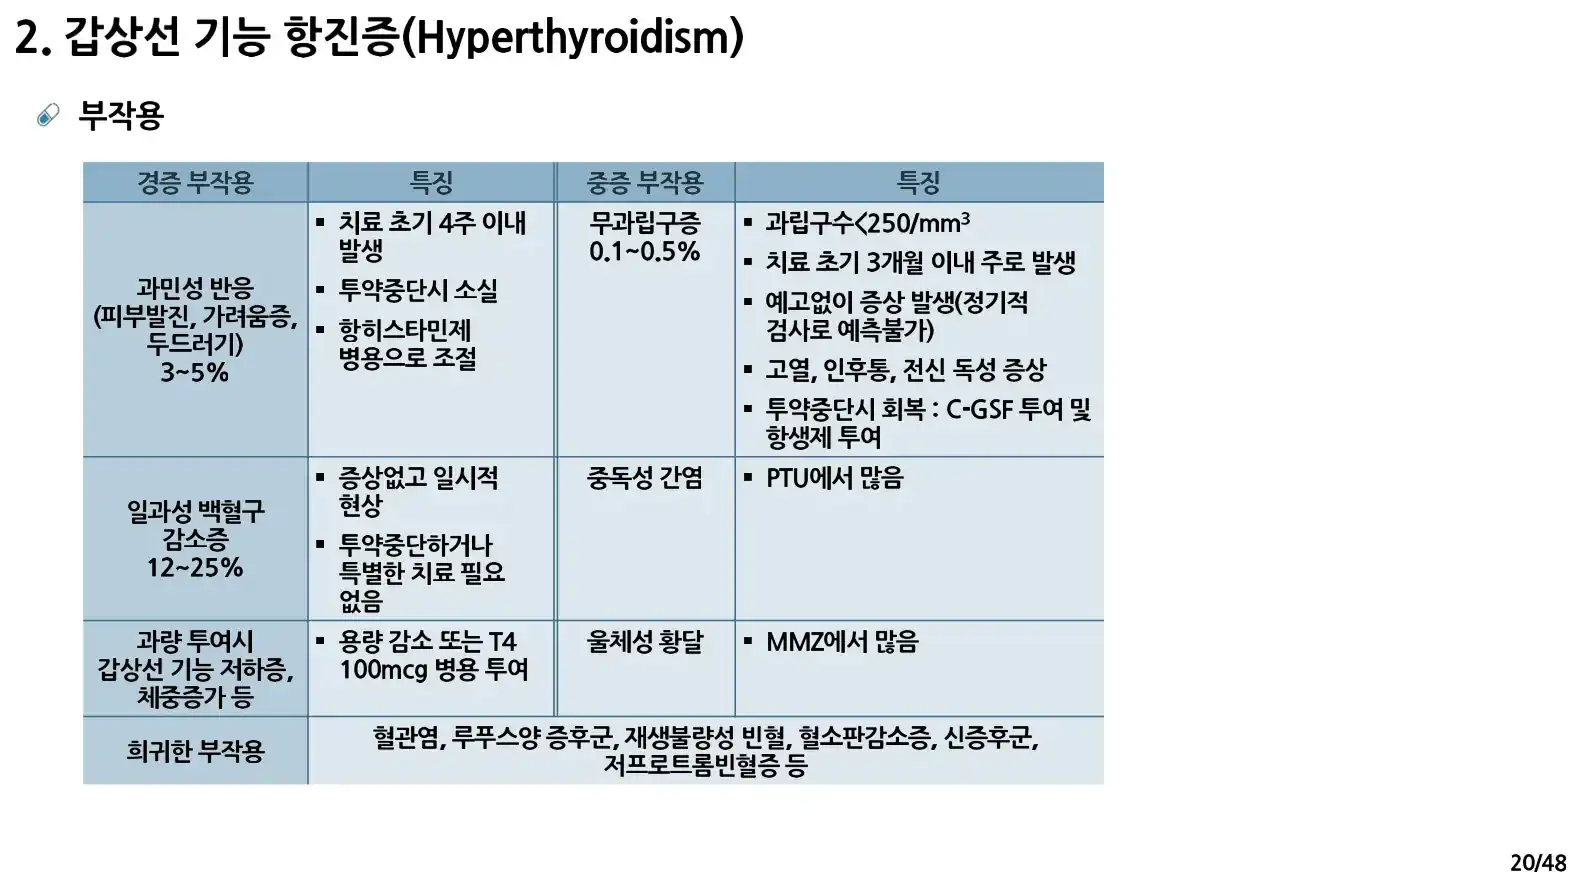 2. 갑상선 기능 항진증(Hyperthyroidism)
부작용
경증 부작용
특징
중증 부작용
특징
과민성 반응
(피부발진, 가려움증,
두드러기)
3~5%
▪ 치료 초기 4주 이내
발생
▪ 투약중단시 소실
▪ 항히스타민제
병용으로 조절
무과립구증
0.1~0.5%
▪ 과립구수<250/mm³
▪ 치료 초기 3개월 이내 주로 발생
▪ 예고없이 증상 발생(정기적
검사로 예측불가)
▪ 고열, 인후통, 전신 독성 증상
▪ 투약중단시 회복 : C-GSF 투여 및
항생제 투여
일과성 백혈구
감소증
12~25%
▪ 증상없고 일시적
현상
▪ 투약중단하거나
특별한 치료 필요
없음
중독성 간염
▪ PTU에서 많음
과량 투여시
갑상선 기능 저하증,
체중증가 등
▪ 용량 감소 또는 T4
100mcg 병용 투여
울체성 황달
▪ MMZ에서 많음
희귀한 부작용
혈관염, 루푸스양 증후군, 재생불량성 빈혈, 혈소판감소증, 신증후군,
저프로트롬빈혈증 등
20/48